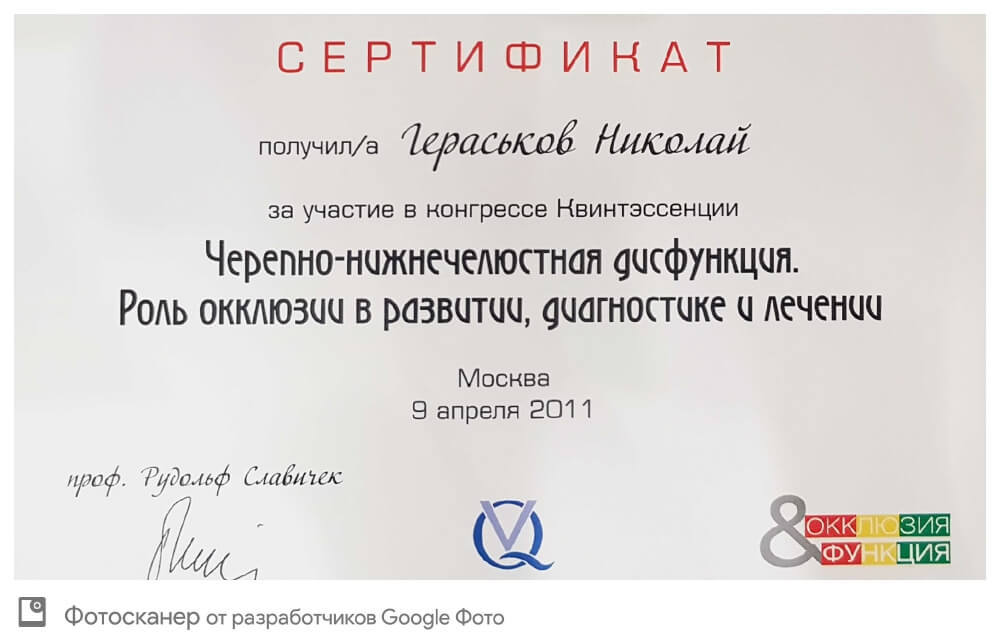 СЕРТИФИКАТ
получил/а Гераськов Николай
за участие в конгрессе Квинтэссенции
Черепно-нижнечелюстная дисфункция.
Роль окклюзии в развитии, диагностике и лечении
Москва
9 апреля 2011
проф. Рудольф Славичек
QV
&ОККЛЮЗИЯ
ФУНКЦИЯ
Фотосканер от разработчиков Google Фото